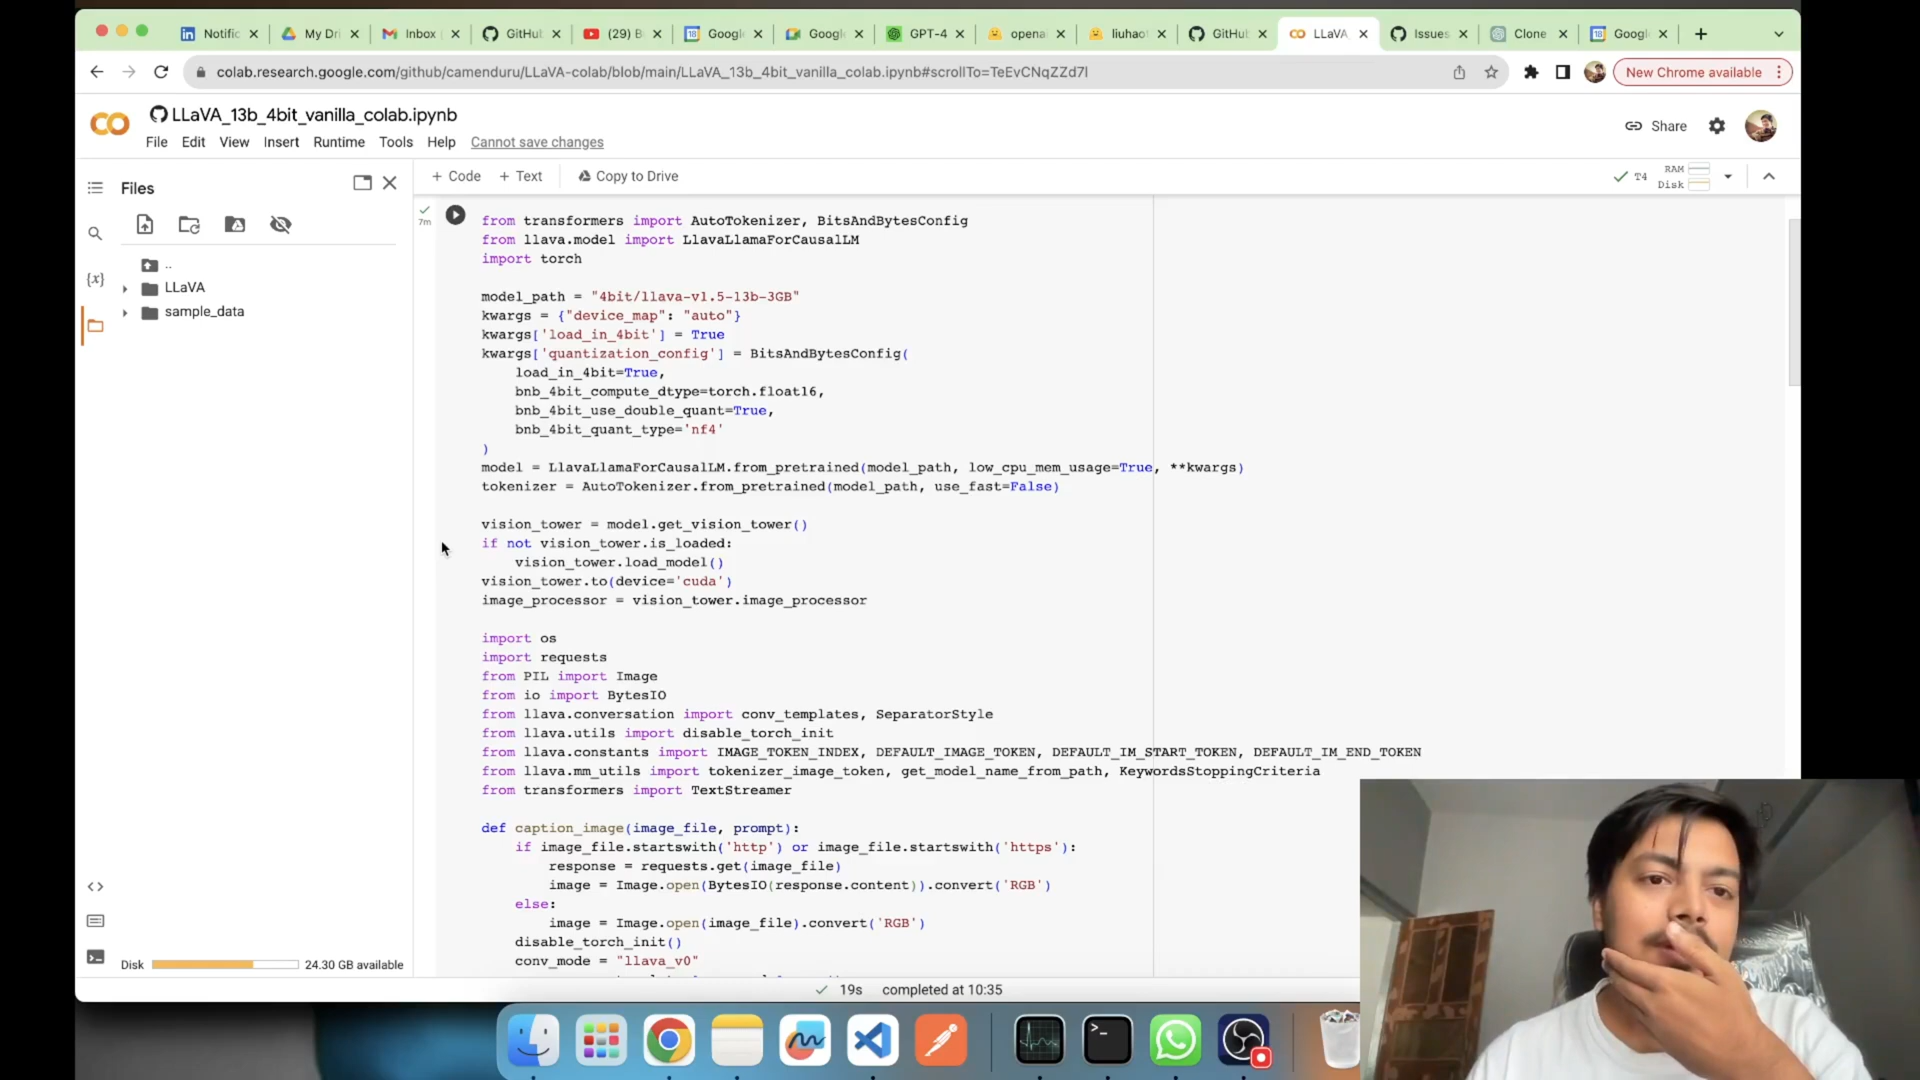 Notific
My Dri
Inbox (
GitHub
(29) B
Google
Google
GPT-4
opena
liuhao
GitHub
LLaVA
Issues
Clone
Google
colab.research.google.com/github/camenduru/LLaVA-colab/blob/main/LLaVA_13b_4bit_vanilla_colab.ipynb#scrollTo=TeEvCNqZZd7l
New Chrome available
LLaVA_13b_4bit_vanilla_colab.ipynb
File Edit View Insert Runtime Tools Help Cannot save changes
Share
Files
+ Code + Text Copy to Drive
T4
RAM
Disk
..
LLaVA
sample_data
{x}
7m
from transformers import AutoTokenizer, BitsAndBytesConfig
from llava.model import LlavaLlamaForCausalLM
import torch
model_path = "4bit/llava-v1.5-13b-3GB"
kwargs = {"device_map": "auto"}
kwargs['load_in_4bit'] = True
kwargs['quantization_config'] = BitsAndBytesConfig(
load_in_4bit=True,
bnb_4bit_compute_dtype=torch.float16,
bnb_4bit_use_double_quant=True,
bnb_4bit_quant_type='nf4'
)
model = LlavaLlamaForCausalLM.from_pretrained(model_path, low_cpu_mem_usage=True, **kwargs)
tokenizer = AutoTokenizer.from_pretrained(model_path, use_fast=False)
vision_tower = model.get_vision_tower()
if not vision_tower.is_loaded:
vision_tower.load_model()
vision_tower.to(device='cuda')
image_processor = vision_tower.image_processor
import os
import requests
from PIL import Image
from io import BytesIO
from llava.conversation import conv_templates, SeparatorStyle
from llava.utils import disable_torch_init
from llava.constants import IMAGE_TOKEN_INDEX, DEFAULT_IMAGE_TOKEN, DEFAULT_IM_START_TOKEN, DEFAULT_IM_END_TOKEN
from llava.mm_utils import tokenizer_image_token, get_model_name_from_path, KeywordsStoppingCriteria
from transformers import TextStreamer
def caption_image(image_file, prompt):
if image_file.startswith('http') or image_file.startswith('https'):
response = requests.get(image_file)
image = Image.open(BytesIO(response.content)).convert('RGB')
else:
image = Image.open(image_file).convert('RGB')
disable_torch_init()
conv_mode = "llava_v0"
Disk
24.30 GB available
19s completed at 10:35